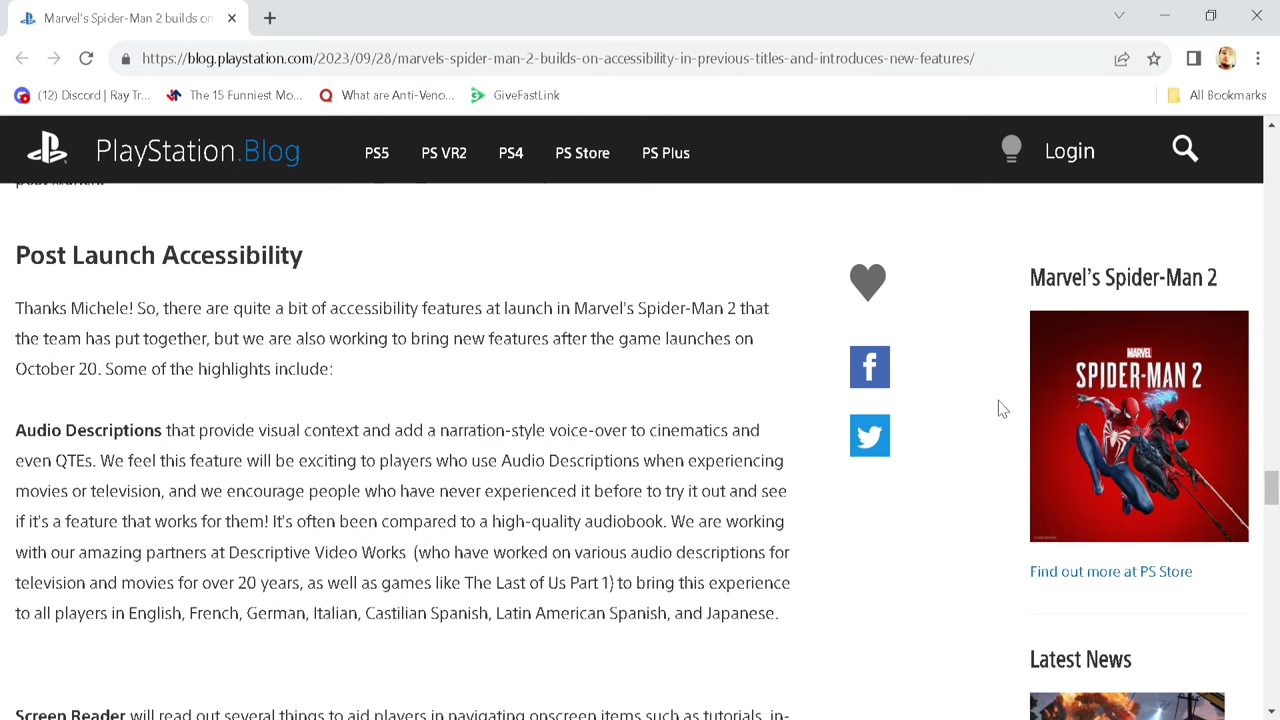 Marvel's Spider-Man 2 builds on
https://blog.playstation.com/2023/09/28/marvels-spider-man-2-builds-on-accessibility-in-previous-titles-and-introduces-new-features/
(12) Discord | Ray Tr...
The 15 Funniest Mo...
What are Anti-Veno...
GiveFastLink
All Bookmarks
PlayStation.Blog
PS5
PS VR2
PS4
PS Store
PS Plus
Login
Post Launch Accessibility
Thanks Michele! So, there are quite a bit of accessibility features at launch in Marvel's Spider-Man 2 that
the team has put together, but we are also working to bring new features after the game launches on
October 20. Some of the highlights include:
Audio Descriptions that provide visual context and add a narration-style voice-over to cinematics and
even QTEs. We feel this feature will be exciting to players who use Audio Descriptions when experiencing
movies or television, and we encourage people who have never experienced it before to try it out and see
if it's a feature that works for them! It's often been compared to a high-quality audiobook. We are working
with our amazing partners at Descriptive Video Works (who have worked on various audio descriptions for
television and movies for over 20 years, as well as games like The Last of Us Part 1) to bring this experience
to all players in English, French, German, Italian, Castilian Spanish, Latin American Spanish, and Japanese.
Screen Reader will read out several things to aid players in navigating onscreen items such as tutorials, in-
Marvel's Spider-Man 2
MARVEL
SPIDER-MAN 2
Find out more at PS Store
Latest News